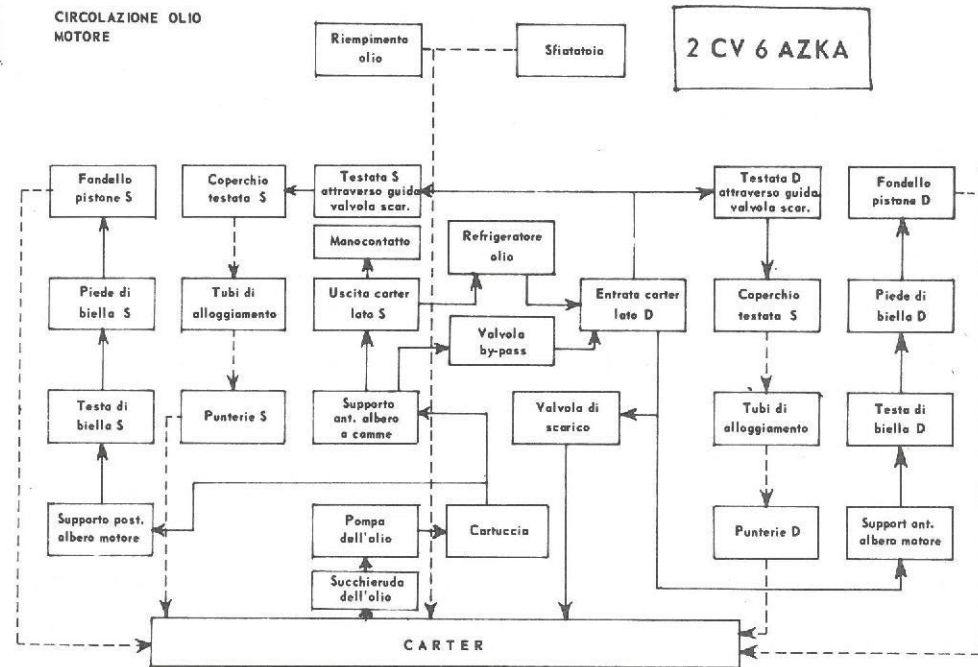 CIRCOLAZIONE OLIO
MOTORE
Riempimento
olio
Sfiatatoio
2 CV 6 AZKA
Fondello
pistone S
Coperchio
testata S
Testata S
attraverso guida
valvola scar.
Testata D
attraverso guida
valvola scar.
Fondello
pistone D
Manocontatto
Refrigeratore
olio
Piede di
biella S
Tubi di
alloggiamento
Uscita carter
lato S
Entrata carter
lato D
Coperchio
testata S
Piede di
biella D
Valvola
by-pass
Testa di
biella S
Punterie S
Supporto
ant. albero
a camme
Valvola di
scarico
Tubi di
alloggiamento
Testa di
biella D
Supporto post.
albero motore
Pompa
dell'olio
Cartuccia
Punterie D
Support ant.
albero motore
Succhieruda
dell'olio
CARTER